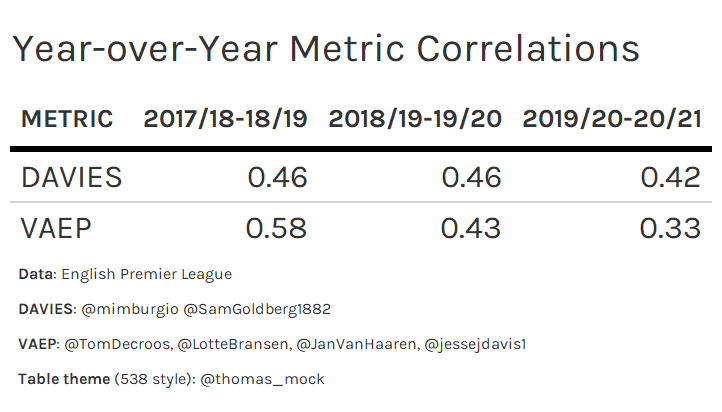 Year-over-Year Metric Correlations
METRIC 2017/18-18/19 2018/19-19/20 2019/20-20/21
DAVIES 0.46 0.46 0.42
VAEP 0.58 0.43 0.33
Data: English Premier League
DAVIES: @mimburgio @SamGoldberg1882
VAEP: @TomDecroos, @LotteBransen, @JanVanHaaren, @jessejdavis1
Table theme (538 style): @thomas_mock